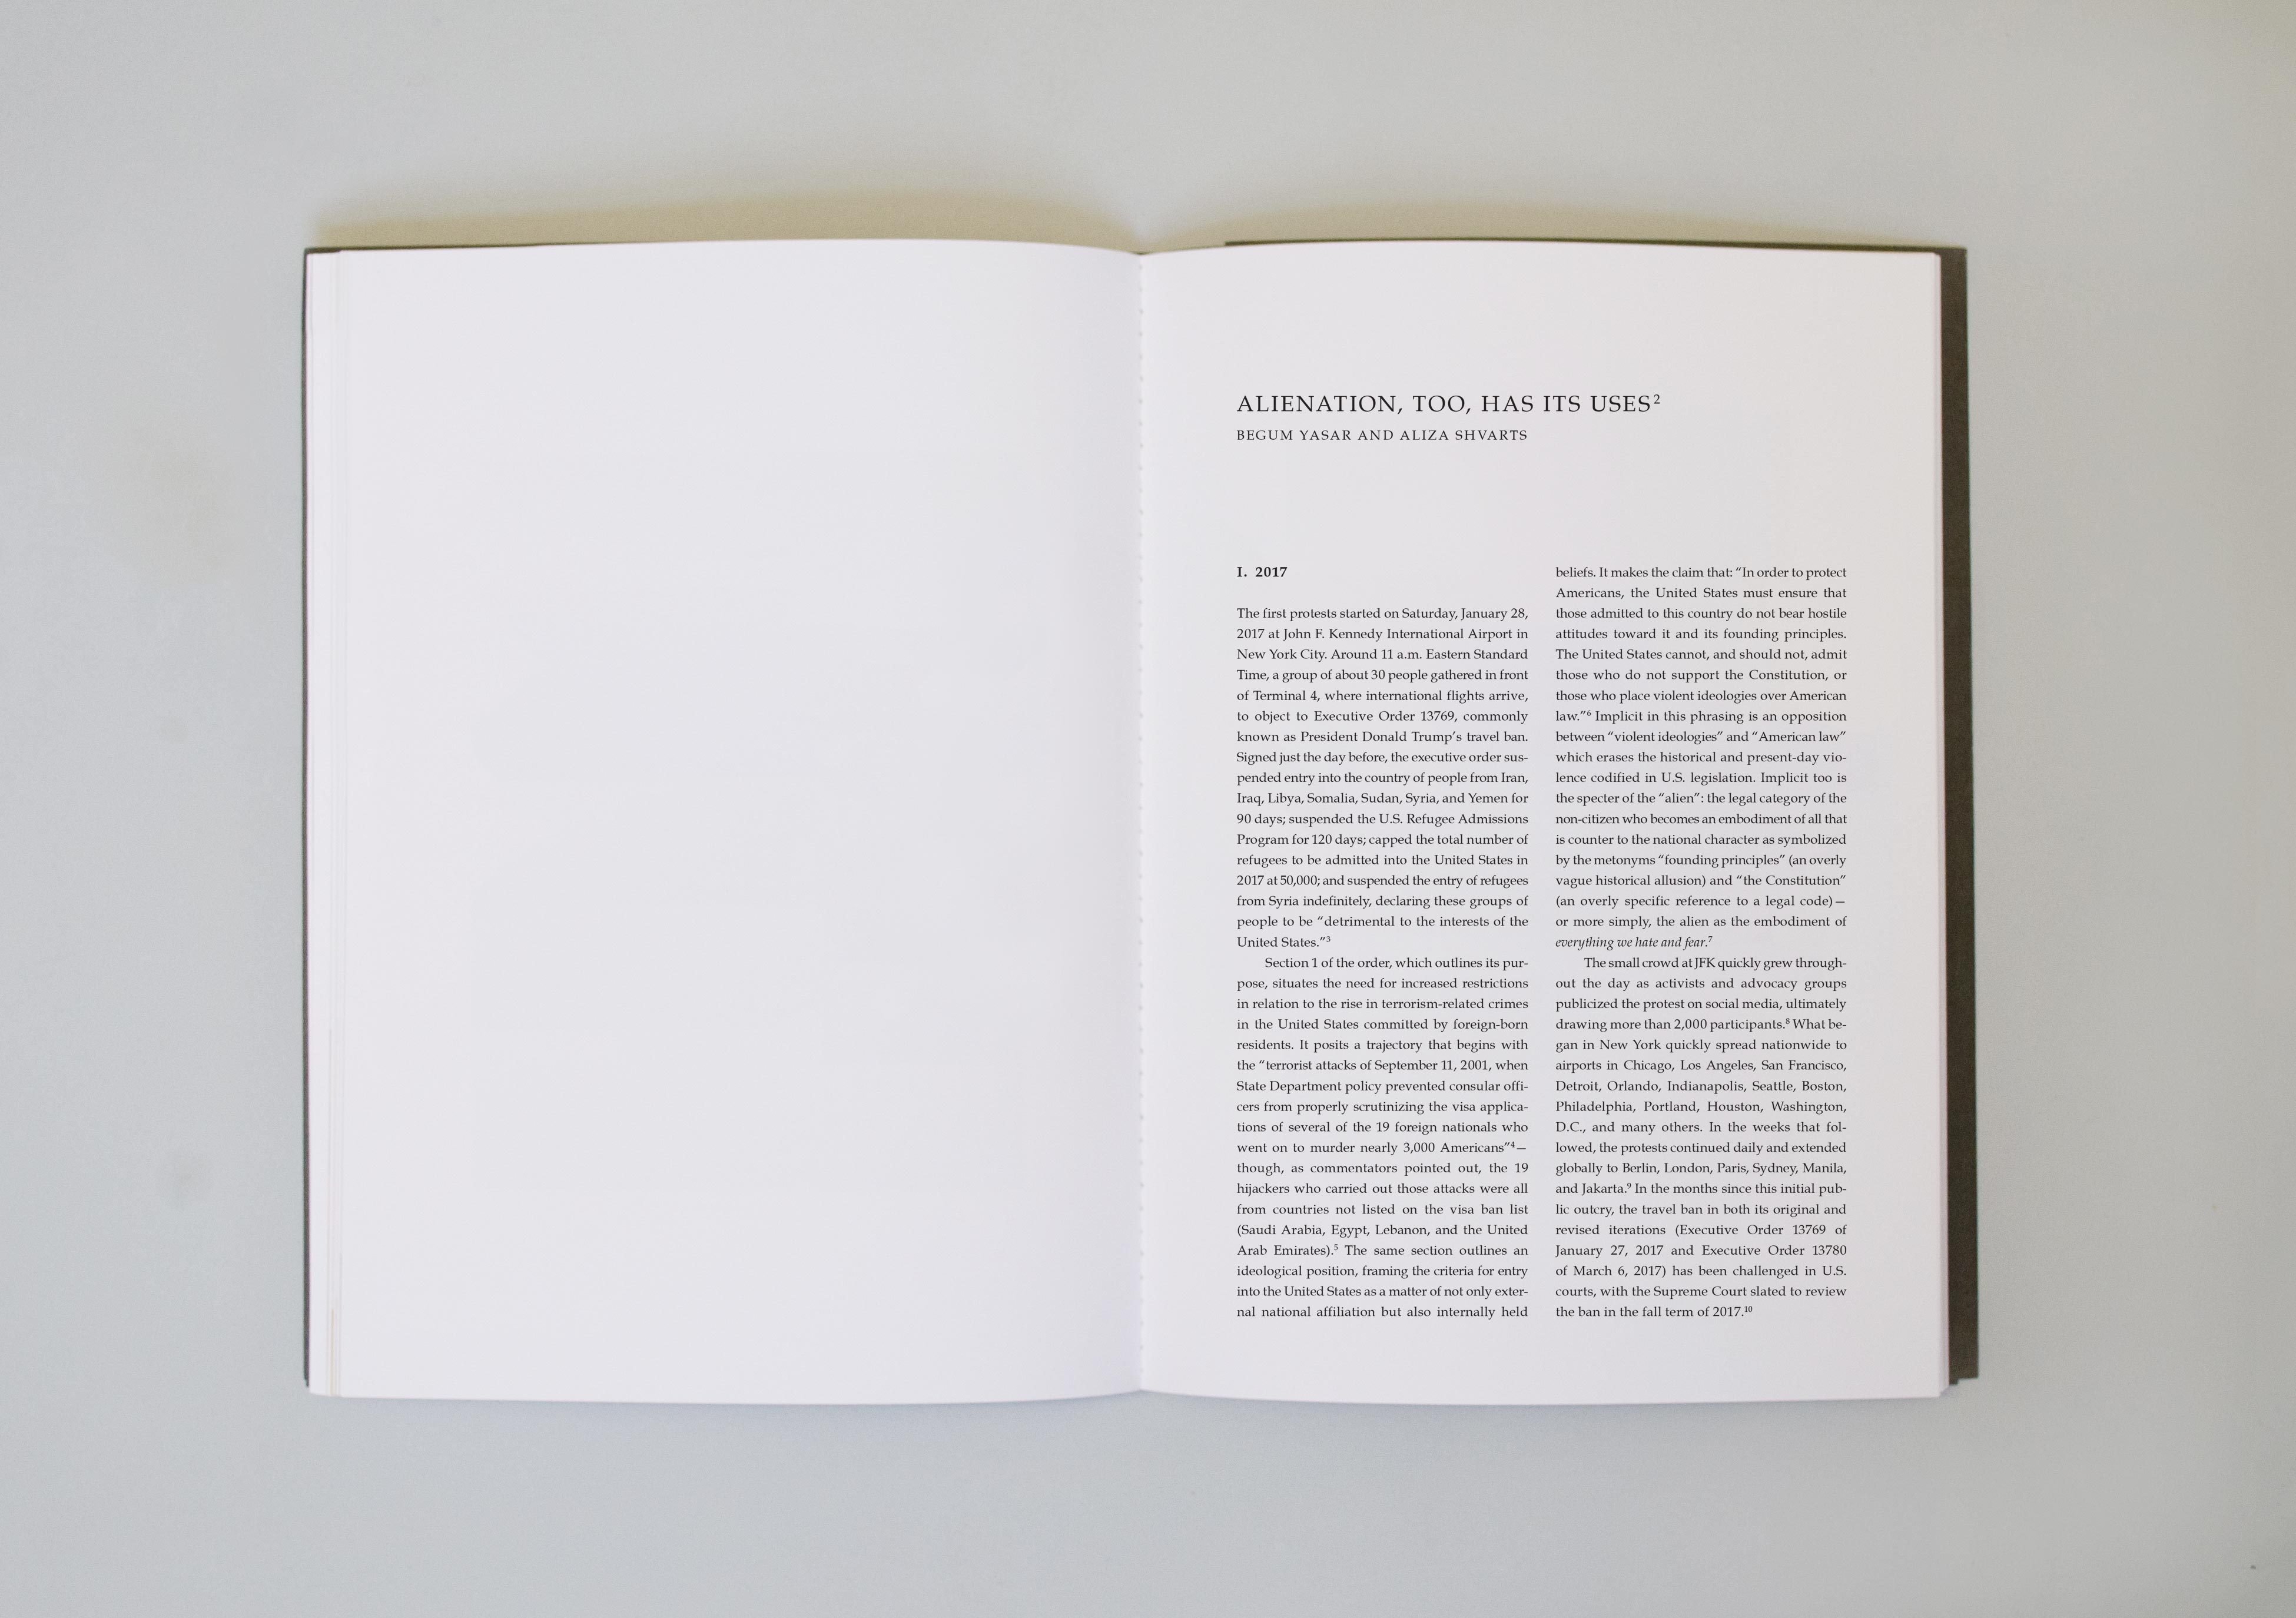 ALIENATION, TOO, HAS ITS USES²
BEGUM YASAR AND ALIZA SHVARTS
I. 2017
The first protests started on Saturday, January 28,
2017 at John F. Kennedy International Airport in
New York City. Around 11 a.m. Eastern Standard
Time, a group of about 30 people gathered in front
of Terminal 4, where international flights arrive,
to object to Executive Order 13769, commonly
known as President Donald Trump’s travel ban.
Signed just the day before, the executive order sus-
pended entry into the country of people from Iran,
Iraq, Libya, Somalia, Sudan, Syria, and Yemen for
90 days; suspended the U.S. Refugee Admissions
Program for 120 days; capped the total number of
refugees to be admitted into the United States in
2017 at 50,000; and suspended the entry of refugees
from Syria indefinitely, declaring these groups of
people to be “detrimental to the interests of the
United States.”³
Section 1 of the order, which outlines its pur-
pose, situates the need for increased restrictions
in relation to the rise in terrorism-related crimes
in the United States committed by foreign-born
residents. It posits a trajectory that begins with
the “terrorist attacks of September 11, 2001, when
State Department policy prevented consular offi-
cers from properly scrutinizing the visa applica-
tions of several of the 19 foreign nationals who
went on to murder nearly 3,000 Americans”⁴—
though, as commentators pointed out, the 19
hijackers who carried out those attacks were all
from countries not listed on the visa ban list
(Saudi Arabia, Egypt, Lebanon, and the United
Arab Emirates).⁵ The same section outlines an
ideological position, framing the criteria for entry
into the United States as a matter of not only exter-
nal national affiliation but also internally held
beliefs. It makes the claim that: “In order to protect
Americans, the United States must ensure that
those admitted to this country do not bear hostile
attitudes toward it and its founding principles.
The United States cannot, and should not, admit
those who do not support the Constitution, or
those who place violent ideologies over American
law.”⁶ Implicit in this phrasing is an opposition
between “violent ideologies” and “American law”
which erases the historical and present-day vio-
lence codified in U.S. legislation. Implicit too is
the specter of the “alien”: the legal category of the
non-citizen who becomes an embodiment of all that
is counter to the national character as symbolized
by the metonyms “founding principles” (an overly
vague historical allusion) and “the Constitution”
(an overly specific reference to a legal code)—
or more simply, the alien as the embodiment of
everything we hate and fear.⁷
The small crowd at JFK quickly grew through-
out the day as activists and advocacy groups
publicized the protest on social media, ultimately
drawing more than 2,000 participants.⁸ What be-
gan in New York quickly spread nationwide to
airports in Chicago, Los Angeles, San Francisco,
Detroit, Orlando, Indianapolis, Seattle, Boston,
Philadelphia, Portland, Houston, Washington,
D.C., and many others. In the weeks that fol-
lowed, the protests continued daily and extended
globally to Berlin, London, Paris, Sydney, Manila,
and Jakarta.⁹ In the months since this initial pub-
lic outcry, the travel ban in both its original and
revised iterations (Executive Order 13769 of
January 27, 2017 and Executive Order 13780
of March 6, 2017) has been challenged in U.S.
courts, with the Supreme Court slated to review
the ban in the fall term of 2017.¹⁰